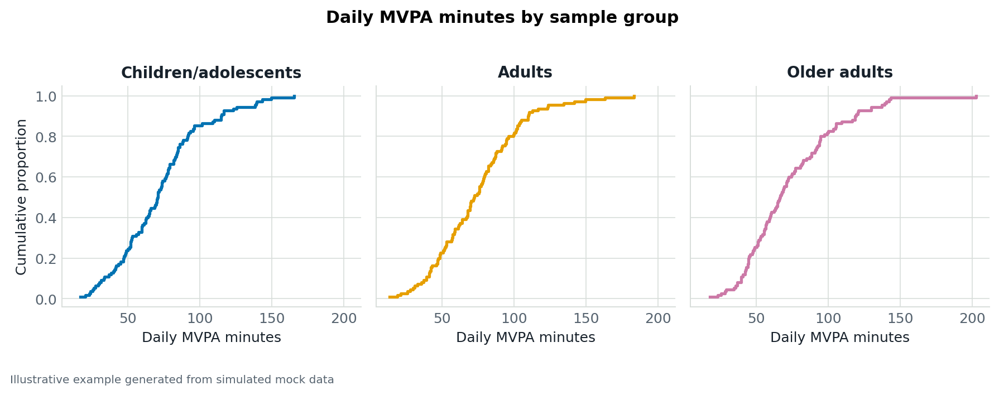 Daily MVPA minutes by sample group
Children/adolescents
Adults
Older adults
Cumulative proportion
1.0
0.8
0.6
0.4
0.2
0.0
50 100 150 200
50 100 150 200
50 100 150 200
Daily MVPA minutes
Daily MVPA minutes
Daily MVPA minutes
Illustrative example generated from simulated mock data